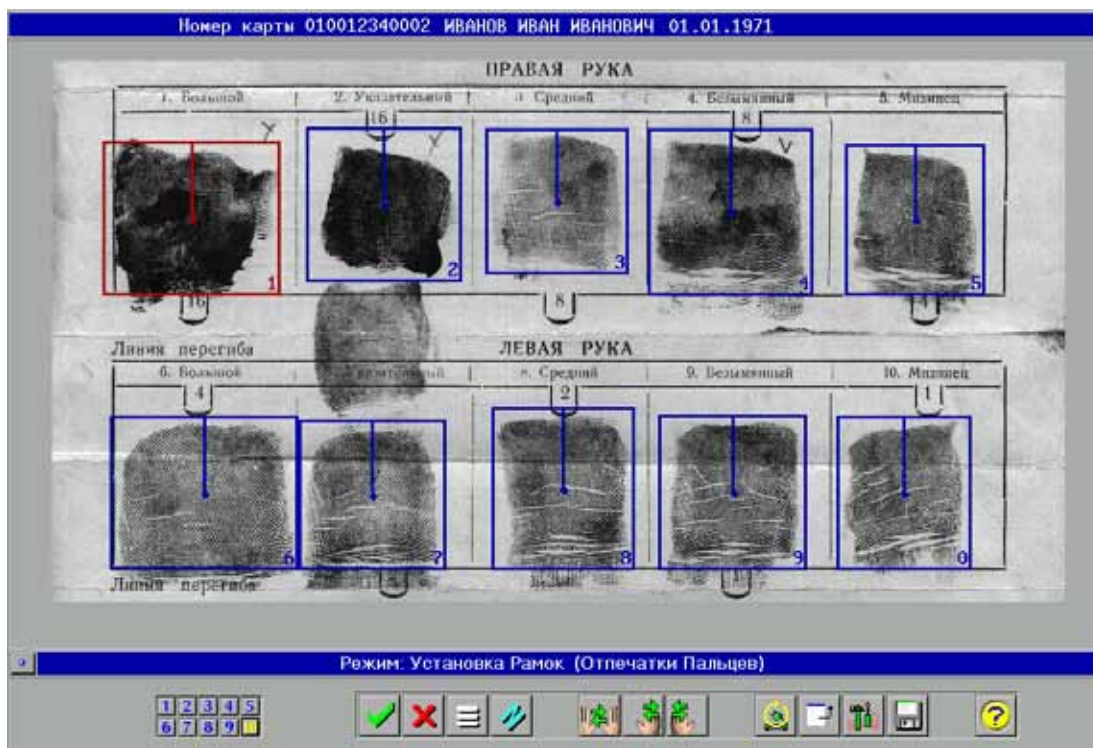 Номер карты 010012340002 ИВАНОВ ИВАН ИВАНОВИЧ 01.01.1971
ПРАВАЯ РУКА
1. Большой 2. Указательный 3. Средний 4. Безымянный 5. Мизинец
16 8
1 2 3 4 5
16 8 4
Линия перегиба ЛЕВАЯ РУКА
6. Большой 8. Средний 9. Безымянный 10. Мизинец
4 2 1
6 7 8 9 0
Линия перегиба
Режим: Установка Рамок (Отпечатки Пальцев)
1 2 3 4 5
6 7 8 9
?